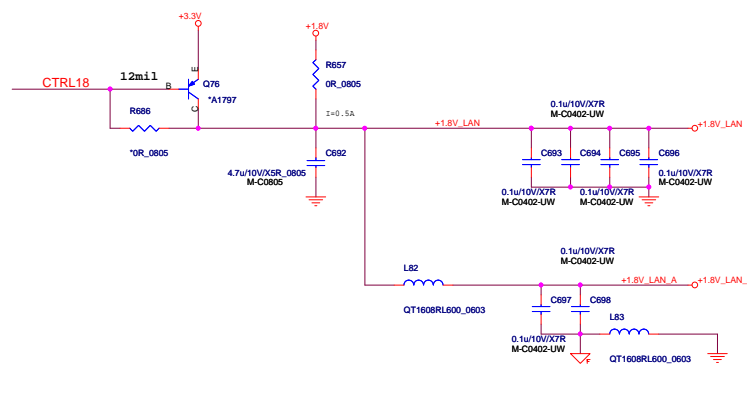 +3.3V
+1.8V
E
R657
12mil
CTRL18
B
Q76
0R_0805
*A1797
C
0.1u/10V/X7R
M-C0402-UW
R686
I=0.5A
+1.8V_LAN
+1.8V_LAN
*0R_0805
C692
C693
C694
C695
C696
4.7u/10V/X5R_0805
M-C0805
0.1u/10V/X7R
0.1u/10V/X7R
M-C0402-UW
0.1u/10V/X7R
M-C0402-UW
M-C0402-UW
0.1u/10V/X7R
M-C0402-UW
L82
+1.8V_LAN_A
+1.8V_LAN_
C697
C698
QT1608RL600_0603
L83
0.1u/10V/X7R
M-C0402-UW
F
QT1608RL600_0603